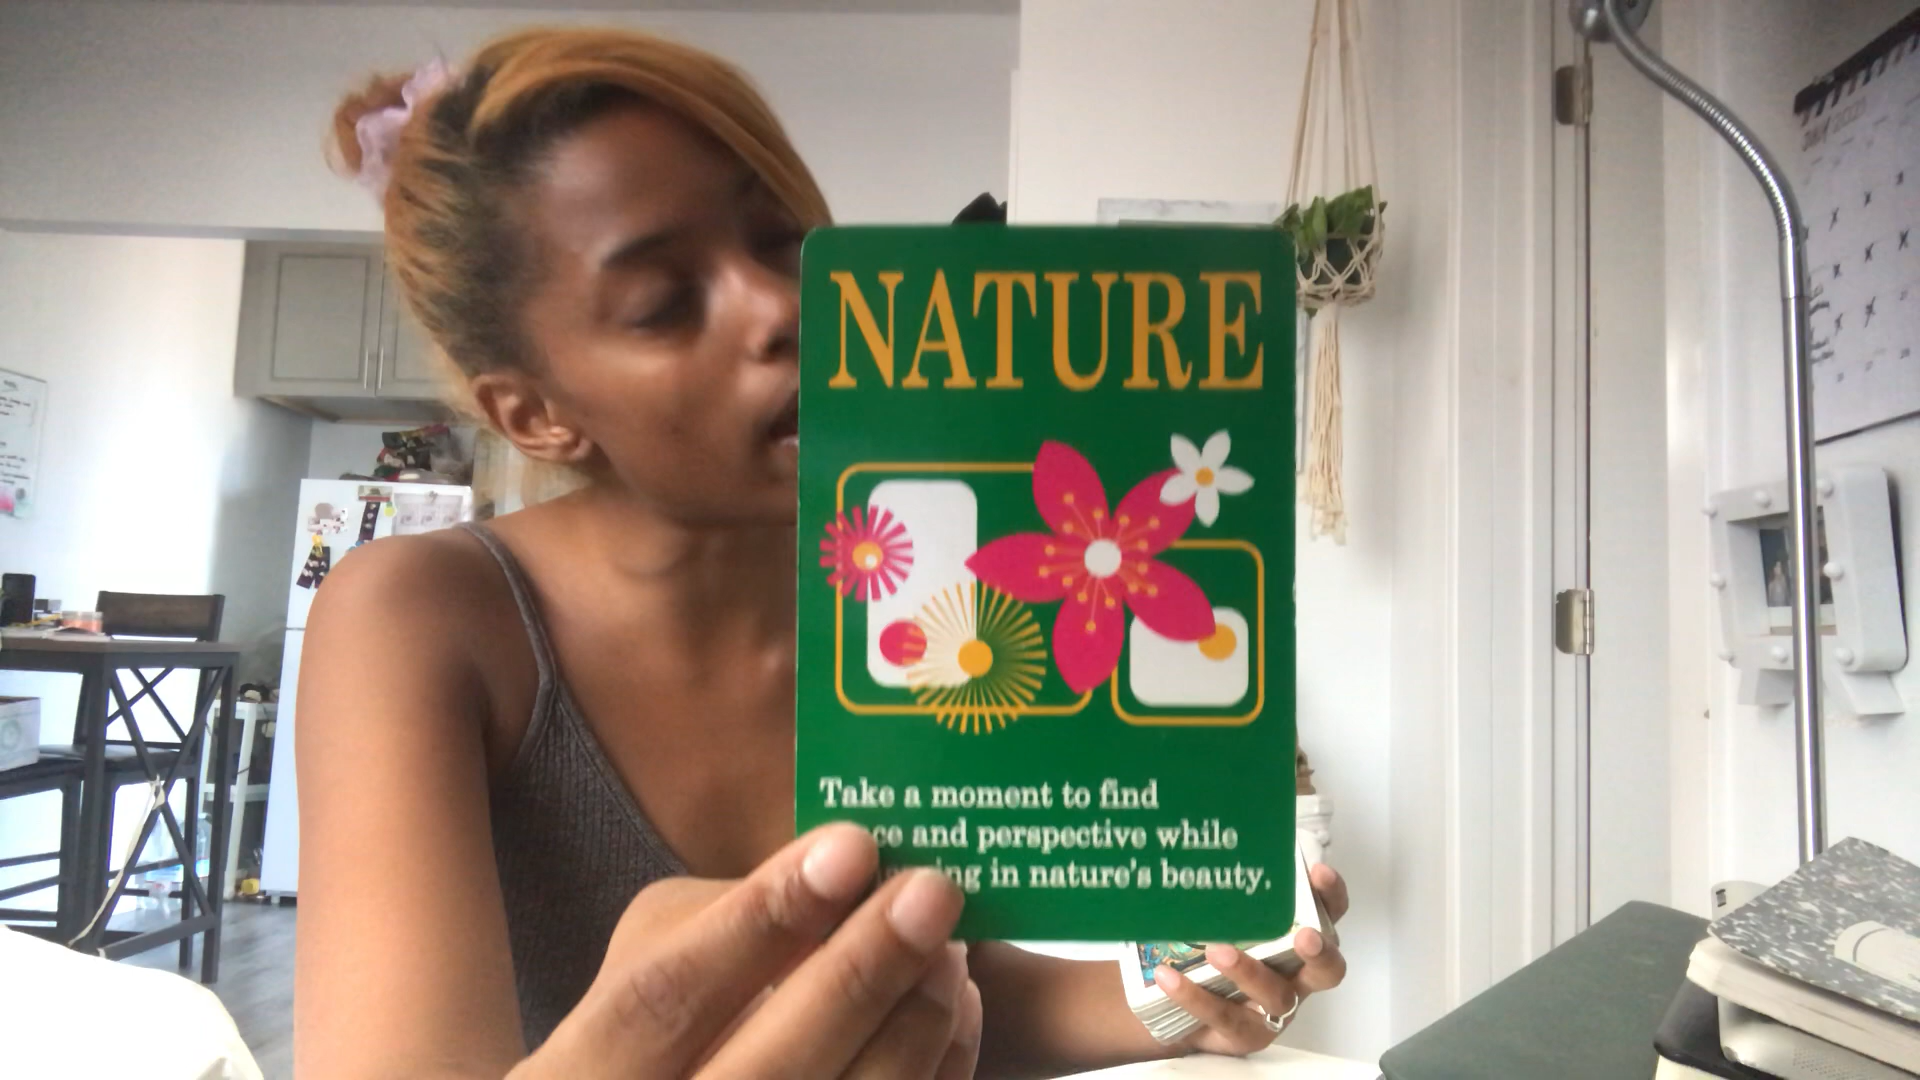 NATURE
Take a moment to find
and perspective while
in nature's beauty.